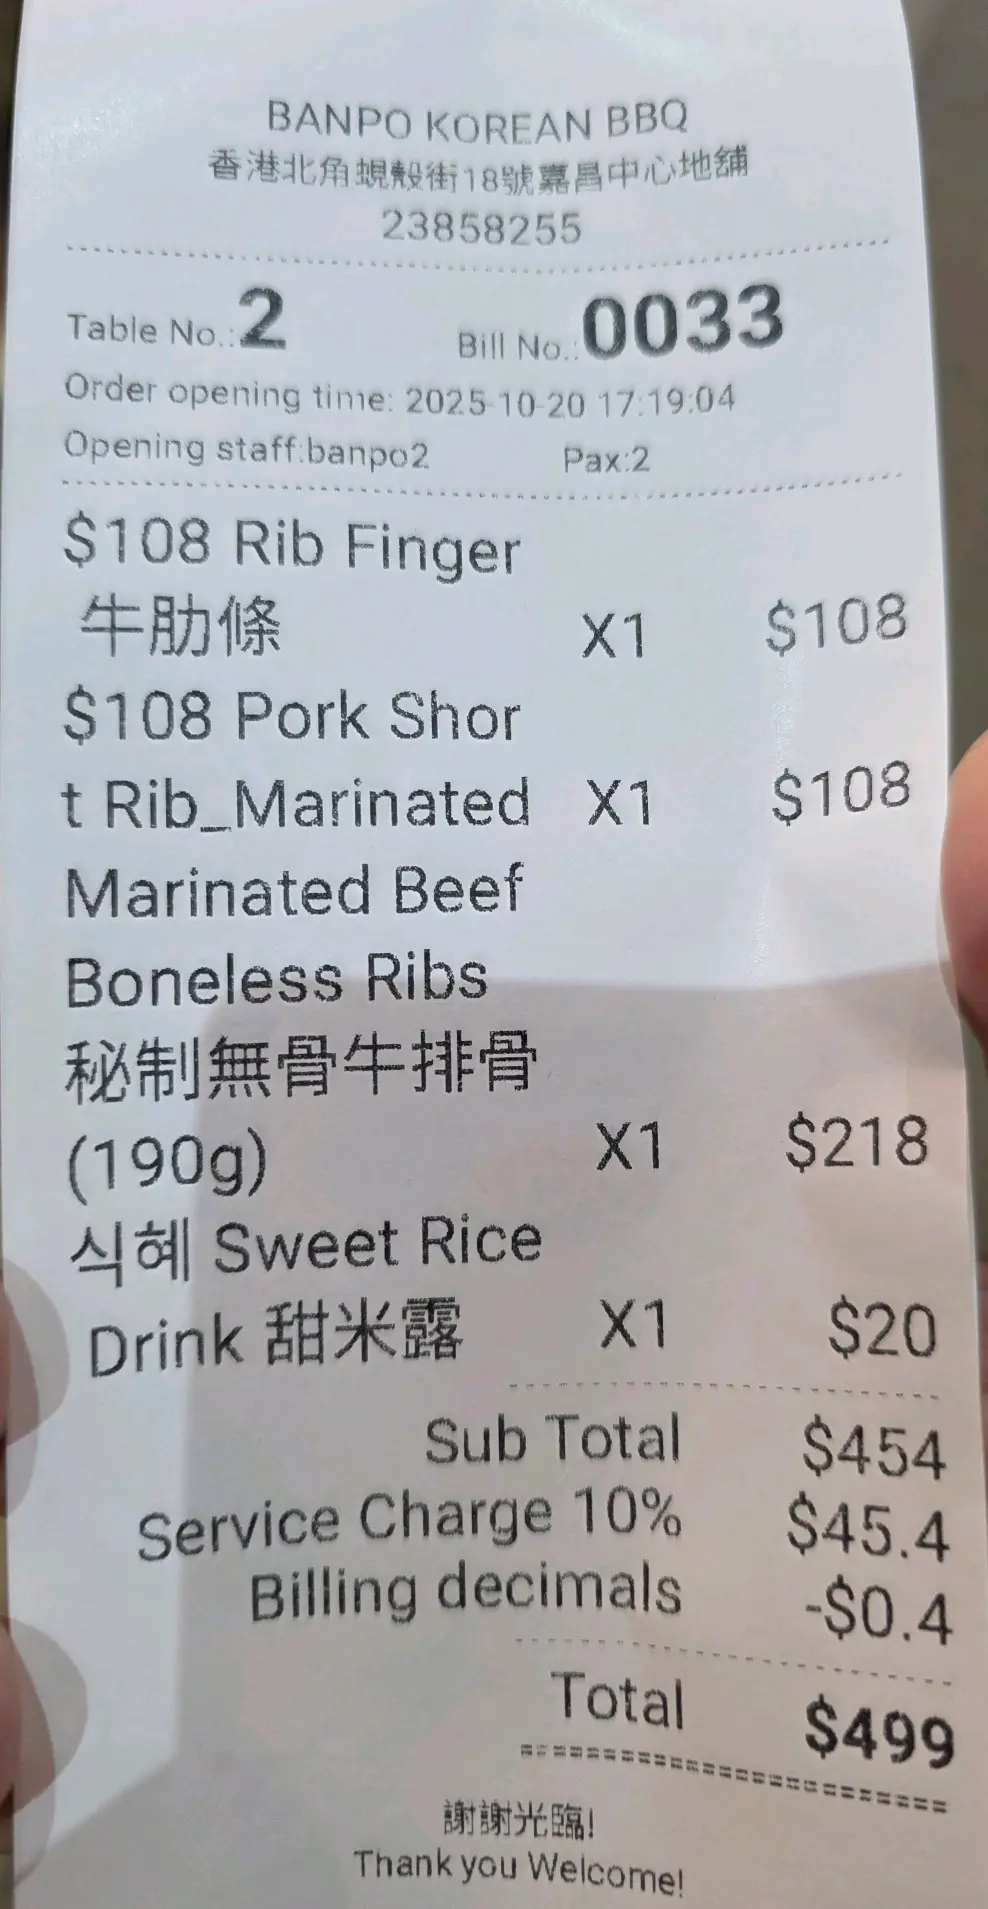 BANPO KOREAN BBQ
香港北角蜆殼街18號嘉昌中心地舖
23858255
Table No.:2 Bill No.:0033
Order opening time: 2025-10-20 17:19:04
Opening staff:banpo2 Pax:2
$108 Rib Finger
牛肋條 X1 $108
$108 Pork Shor
t Rib_Marinated X1 $108
Marinated Beef
Boneless Ribs
秘制無骨牛排骨
(190g) X1 $218
식혜 Sweet Rice
Drink 甜米露 X1 $20
Sub Total $454
Service Charge 10% $45.4
Billing decimals -$0.4
Total $499
謝謝光臨!
Thank you Welcome!